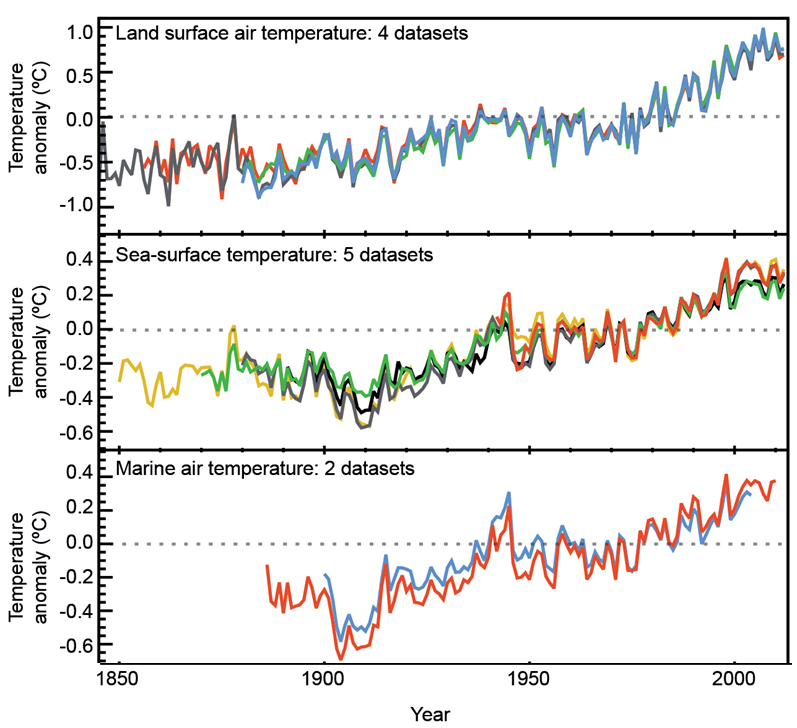 Land surface air temperature: 4 datasets
Temperature
anomaly (ºC)
1.0
0.5
0.0
-0.5
-1.0
Sea-surface temperature: 5 datasets
Temperature
anomaly (ºC)
0.4
0.2
0.0
-0.2
-0.4
-0.6
Marine air temperature: 2 datasets
Temperature
anomaly (ºC)
0.4
0.2
0.0
-0.2
-0.4
-0.6
1850 1900 1950 2000
Year